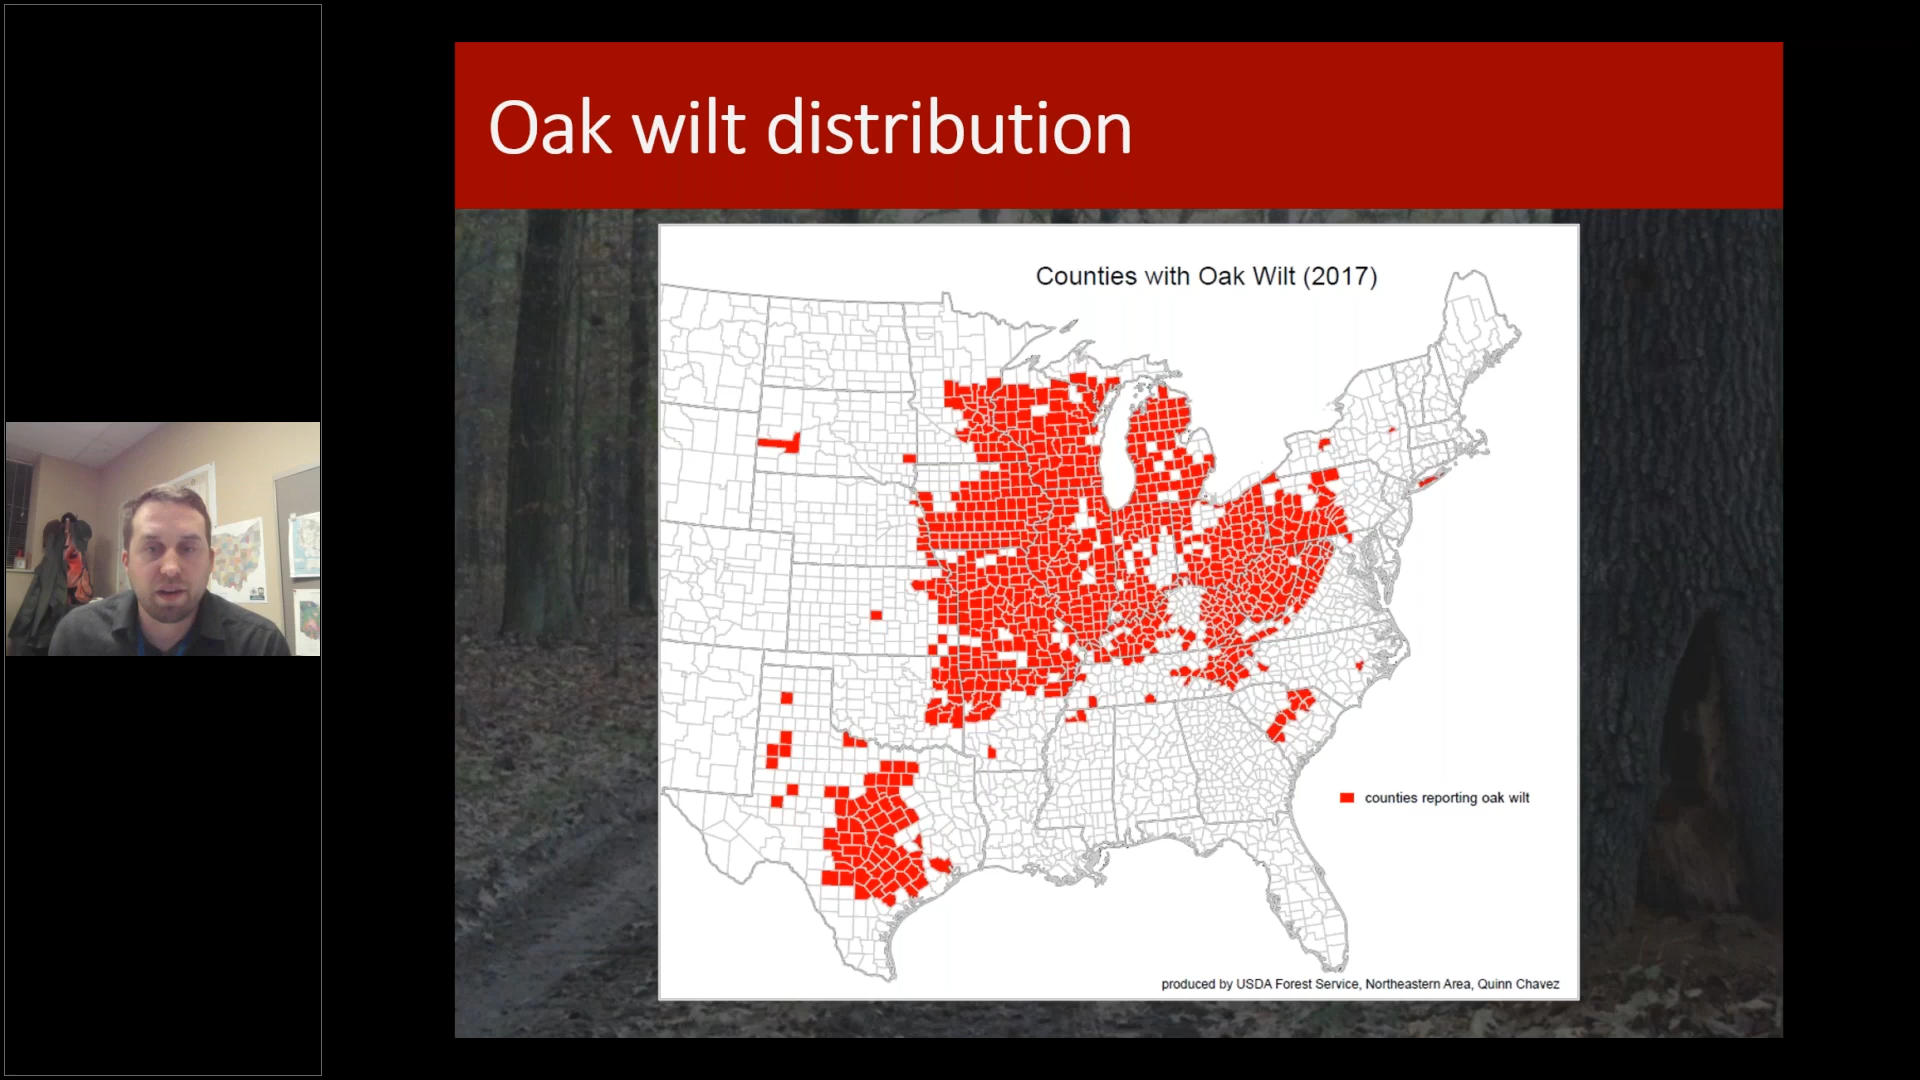 Oak wilt distribution
Counties with Oak Wilt (2017)
counties reporting oak wilt
produced by USDA Forest Service, Northeastern Area, Quinn Chavez